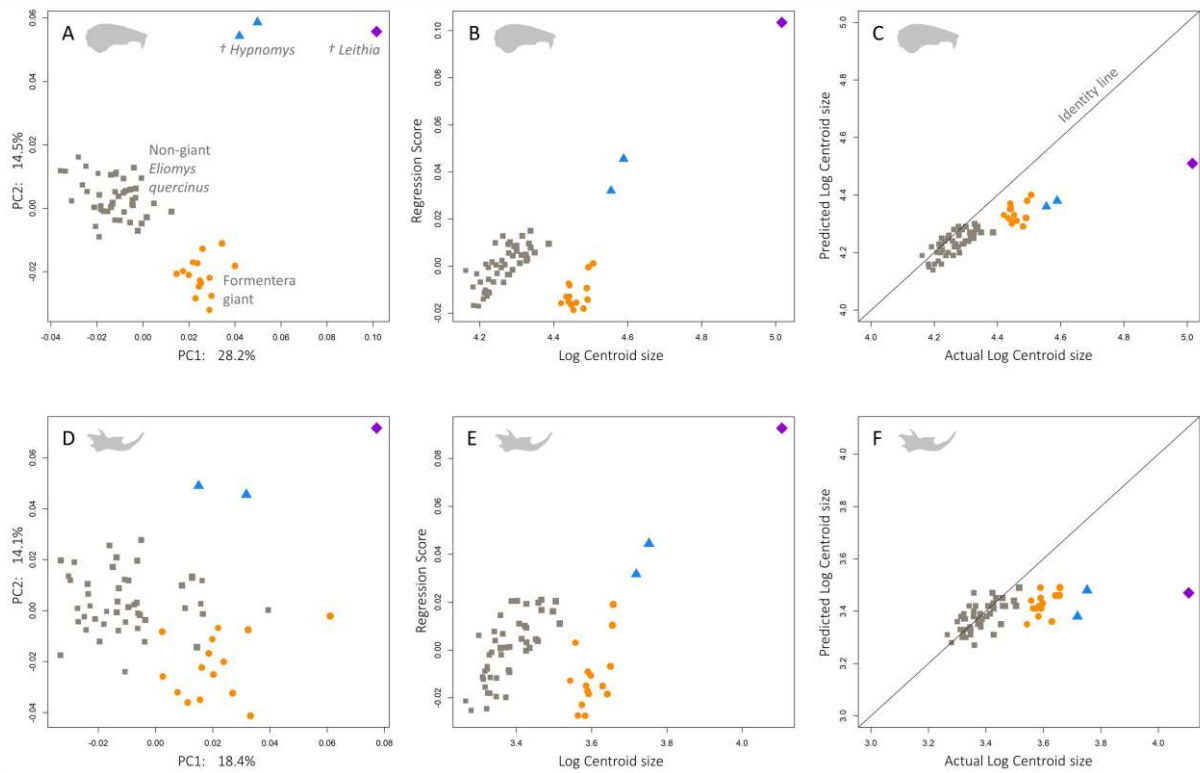 A
† Hypnomys
† Leithia
Non-giant
Eliomys
quercinus
Formentera
giant
PC2: 14.5%
0.06
0.04
0.02
0.00
-0.02
-0.04
-0.02
0.00
0.02
0.04
0.06
0.08
0.10
PC1: 28.2%
B
Regression Score
0.10
0.08
0.06
0.04
0.02
0.00
-0.02
4.2
4.4
4.6
4.8
5.0
Log Centroid size
C
Identity line
Predicted Log Centroid size
5.0
4.8
4.6
4.4
4.2
4.0
4.0
4.2
4.4
4.6
4.8
5.0
Actual Log Centroid size
D
PC2: 14.1%
0.06
0.04
0.02
0.00
-0.02
-0.04
-0.02
0.00
0.02
0.04
0.06
0.08
PC1: 18.4%
E
Regression Score
0.08
0.06
0.04
0.02
0.00
-0.02
3.4
3.6
3.8
4.0
Log Centroid size
F
Predicted Log Centroid size
4.0
3.8
3.6
3.4
3.2
3.0
3.0
3.2
3.4
3.6
3.8
4.0
Actual Log Centroid size